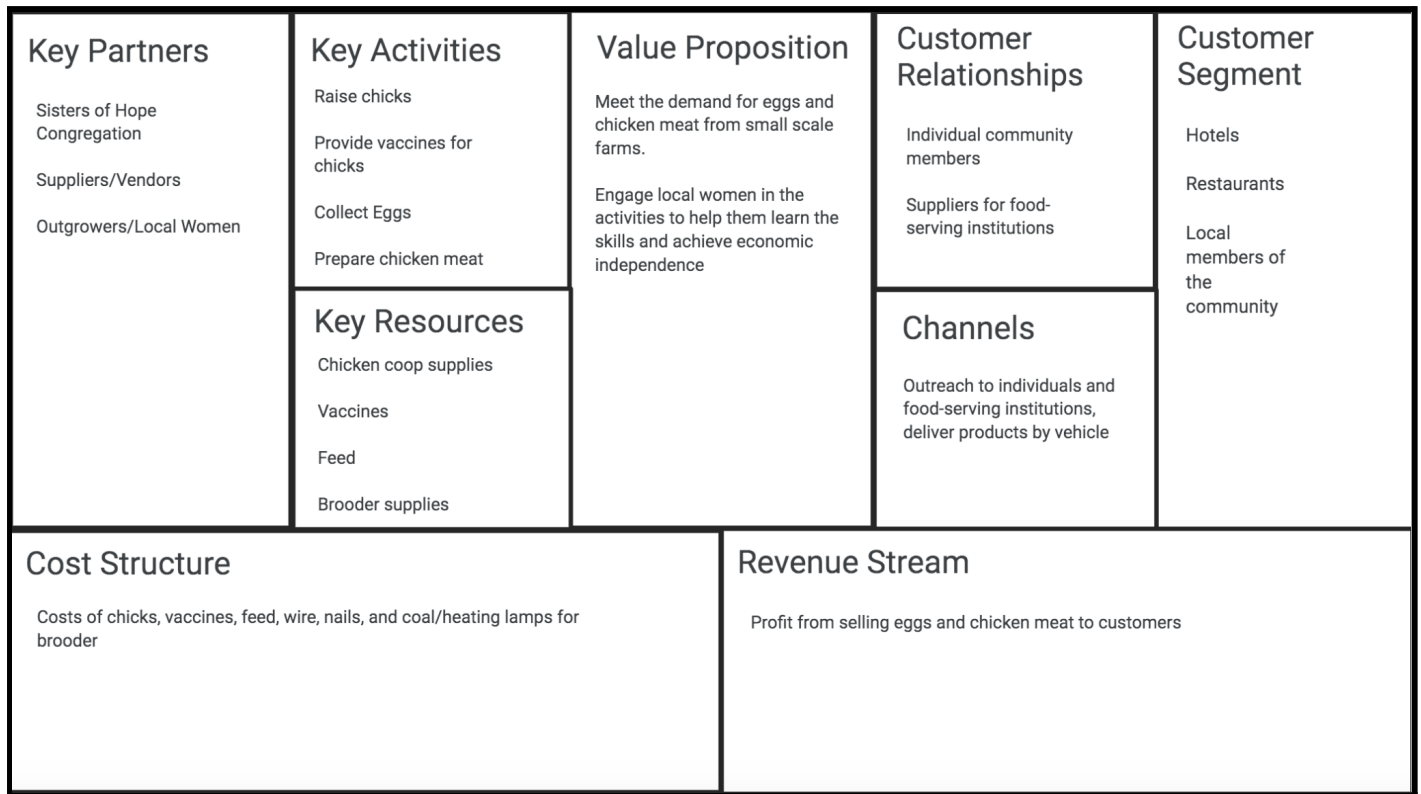 Key Partners
Sisters of Hope
Congregation
Suppliers/Vendors
Outgrowers/Local Women
Key Activities
Raise chicks
Provide vaccines for
chicks
Collect Eggs
Prepare chicken meat
Key Resources
Chicken coop supplies
Vaccines
Feed
Brooder supplies
Value Proposition
Meet the demand for eggs and
chicken meat from small scale
farms.
Engage local women in the
activities to help them learn the
skills and achieve economic
independence
Customer
Relationships
Individual community
members
Suppliers for food-
serving institutions
Channels
Outreach to individuals and
food-serving institutions,
deliver products by vehicle
Customer
Segment
Hotels
Restaurants
Local
members of
the
community
Cost Structure
Costs of chicks, vaccines, feed, wire, nails, and coal/heating lamps for
brooder
Revenue Stream
Profit from selling eggs and chicken meat to customers